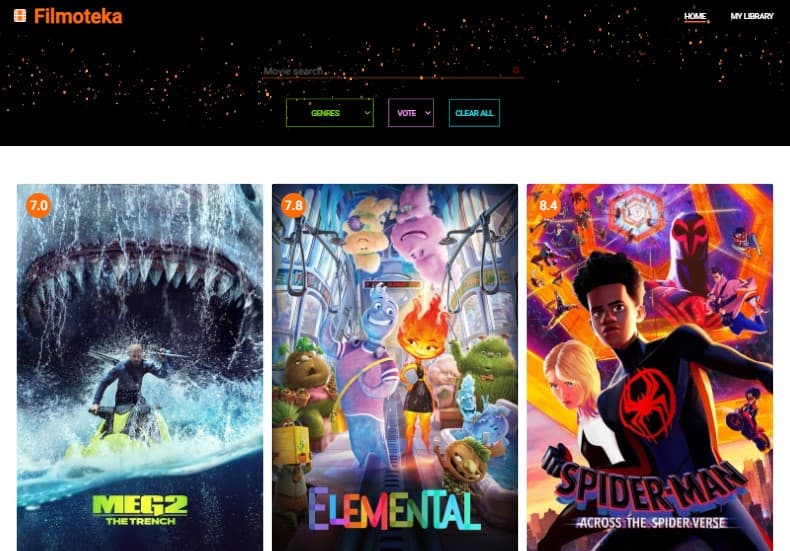 Filmoteka
HOME
MY LIBRARY
Movie search
GENRES
VOTE
CLEAR ALL
7.0
7.8
8.4
MEG2
THE TRENCH
ELEMENTAL
SPIDER-MAN
ACROSS THE SPIDER-VERSE